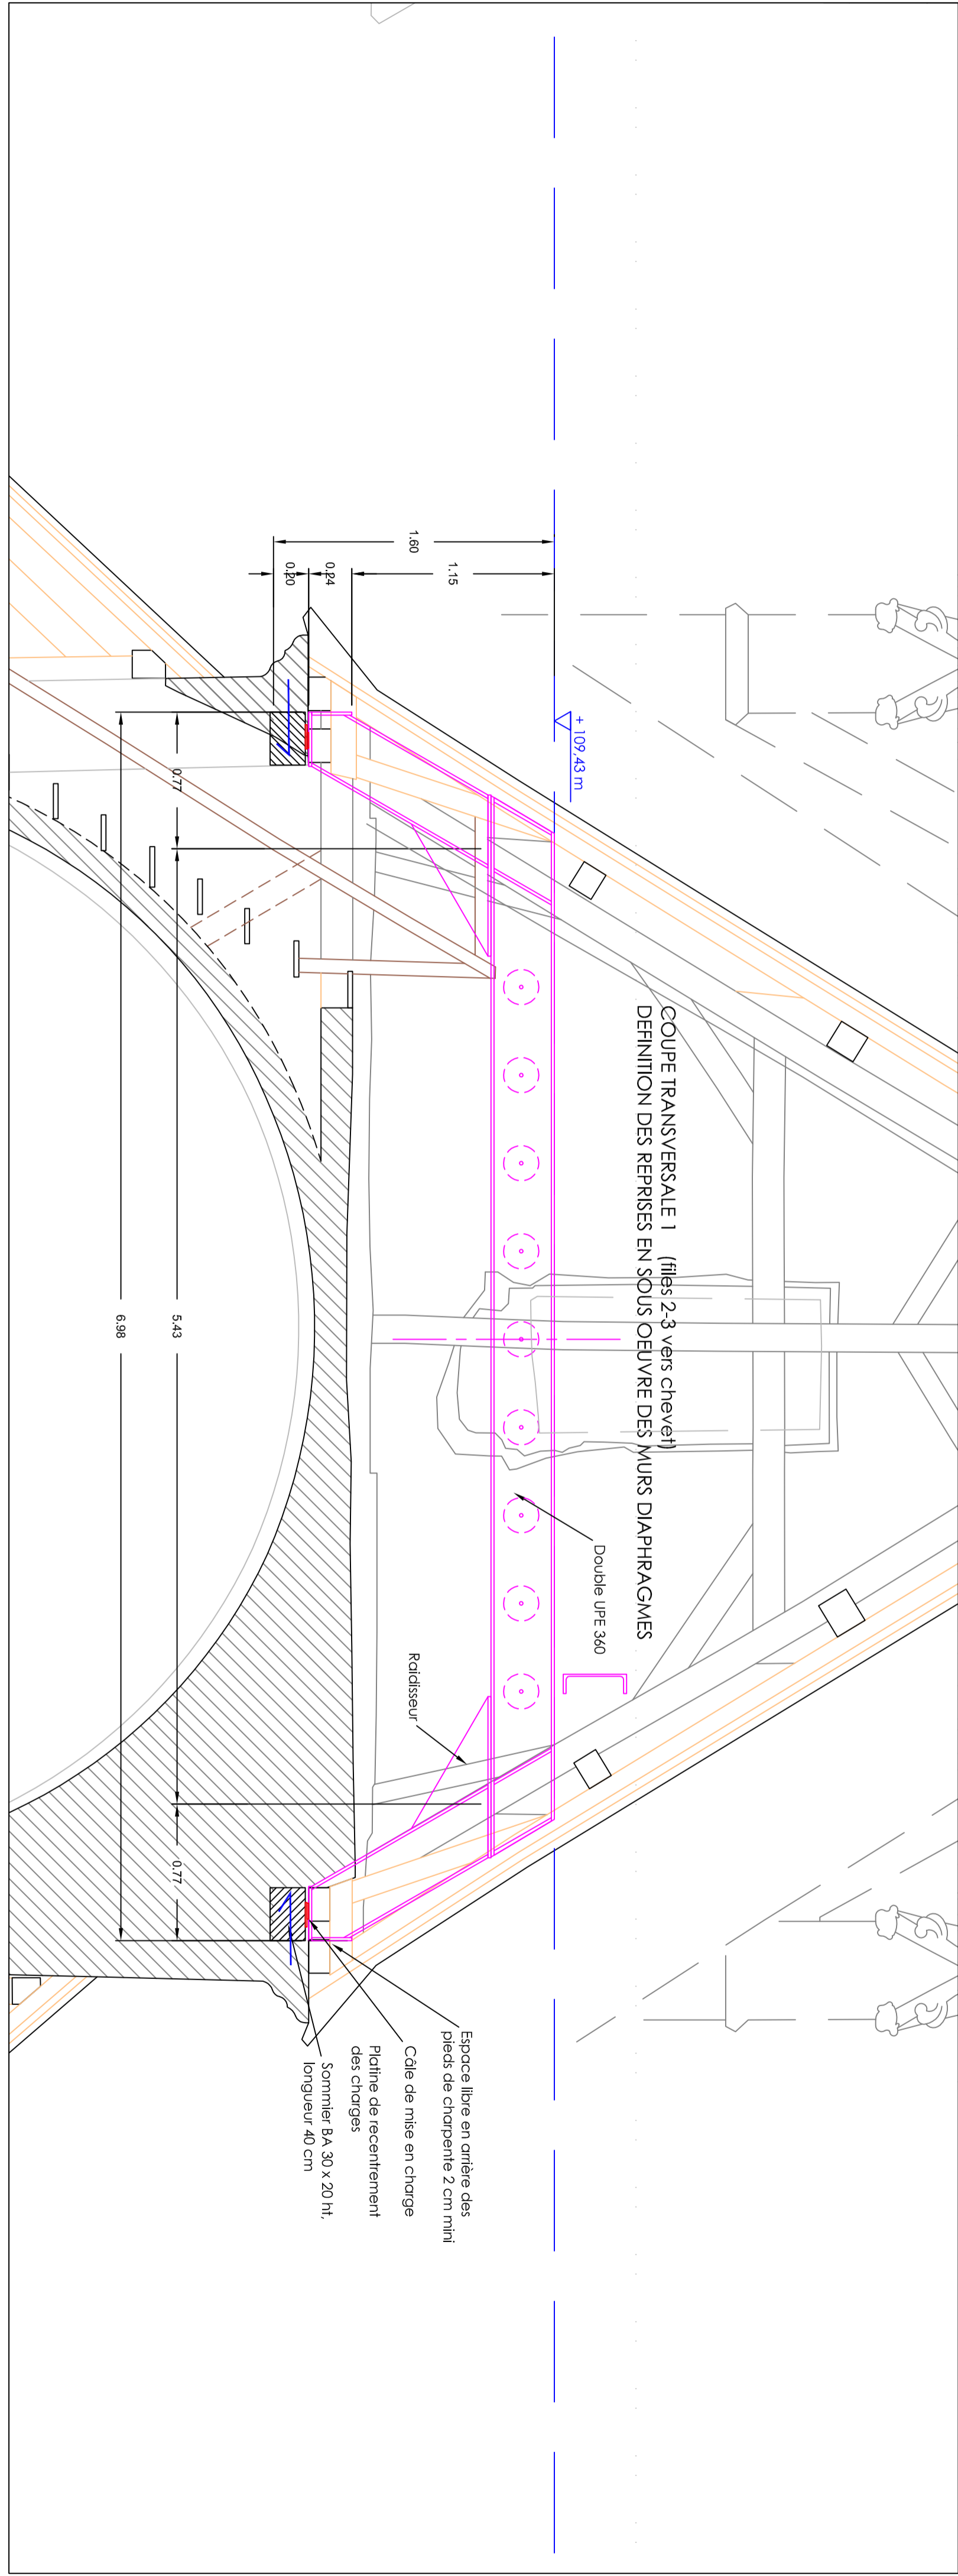 COUPE TRANSVERSALE 1 (files 2-3 vers chevet)
DEFINITION DES REPRISES EN SOUS OEUVRE DES MURS DIAPHRAGMES
+ 109,43 m
Double UPE 360
Raidisseur
1.15
1.60
0.24
0.20
0.77
5.43
0.77
6.98
Espace libre en arrière des
pieds de charpente 2 cm mini
Câle de mise en charge
Platine de recentrement
des charges
Sommier BA 30 x 20 ht,
longueur 40 cm